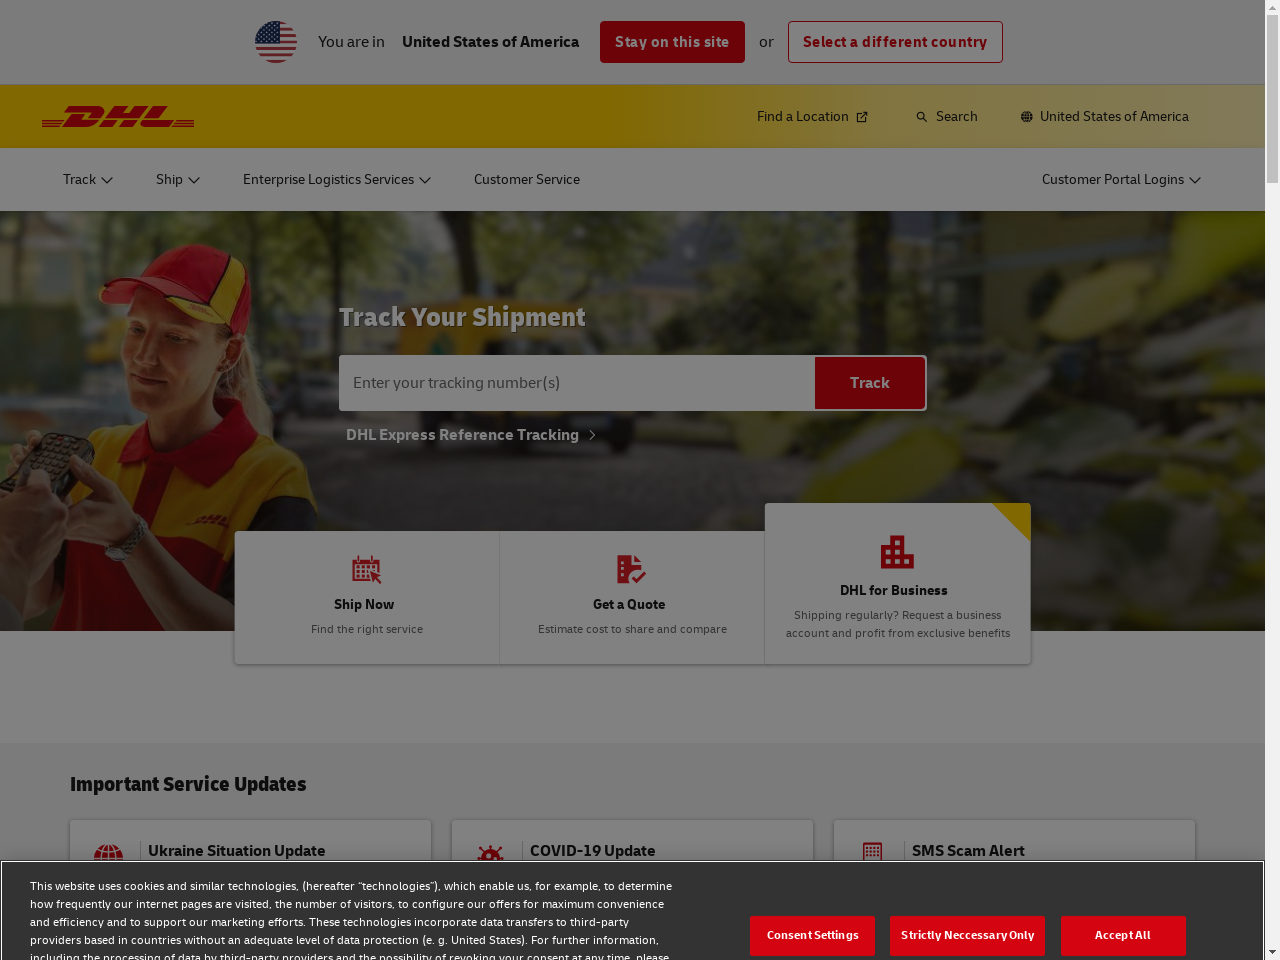 You are in United States of America Stay on this site or Select a different country
DHL Find a Location Search United States of America
Track Ship Enterprise Logistics Services Customer Service Customer Portal Logins
Track Your Shipment
Enter your tracking number(s) Track
DHL Express Reference Tracking
DHL
Ship Now
Find the right service
Get a Quote
Estimate cost to share and compare
DHL for Business
Shipping regularly? Request a business
account and profit from exclusive benefits
Important Service Updates
Ukraine Situation Update
COVID-19 Update
SMS Scam Alert
This website uses cookies and similar technologies, (hereafter “technologies”), which enable us, for example, to determine
how frequently our internet pages are visited, the number of visitors, to configure our offers for maximum convenience
and efficiency and to support our marketing efforts. These technologies incorporate data transfers to third-party
providers based in countries without an adequate level of data protection (e. g. United States). For further information,
including the processing of data by third-party providers and the possibility of revoking your consent at any time, please
Consent Settings Strictly Neccessary Only Accept All